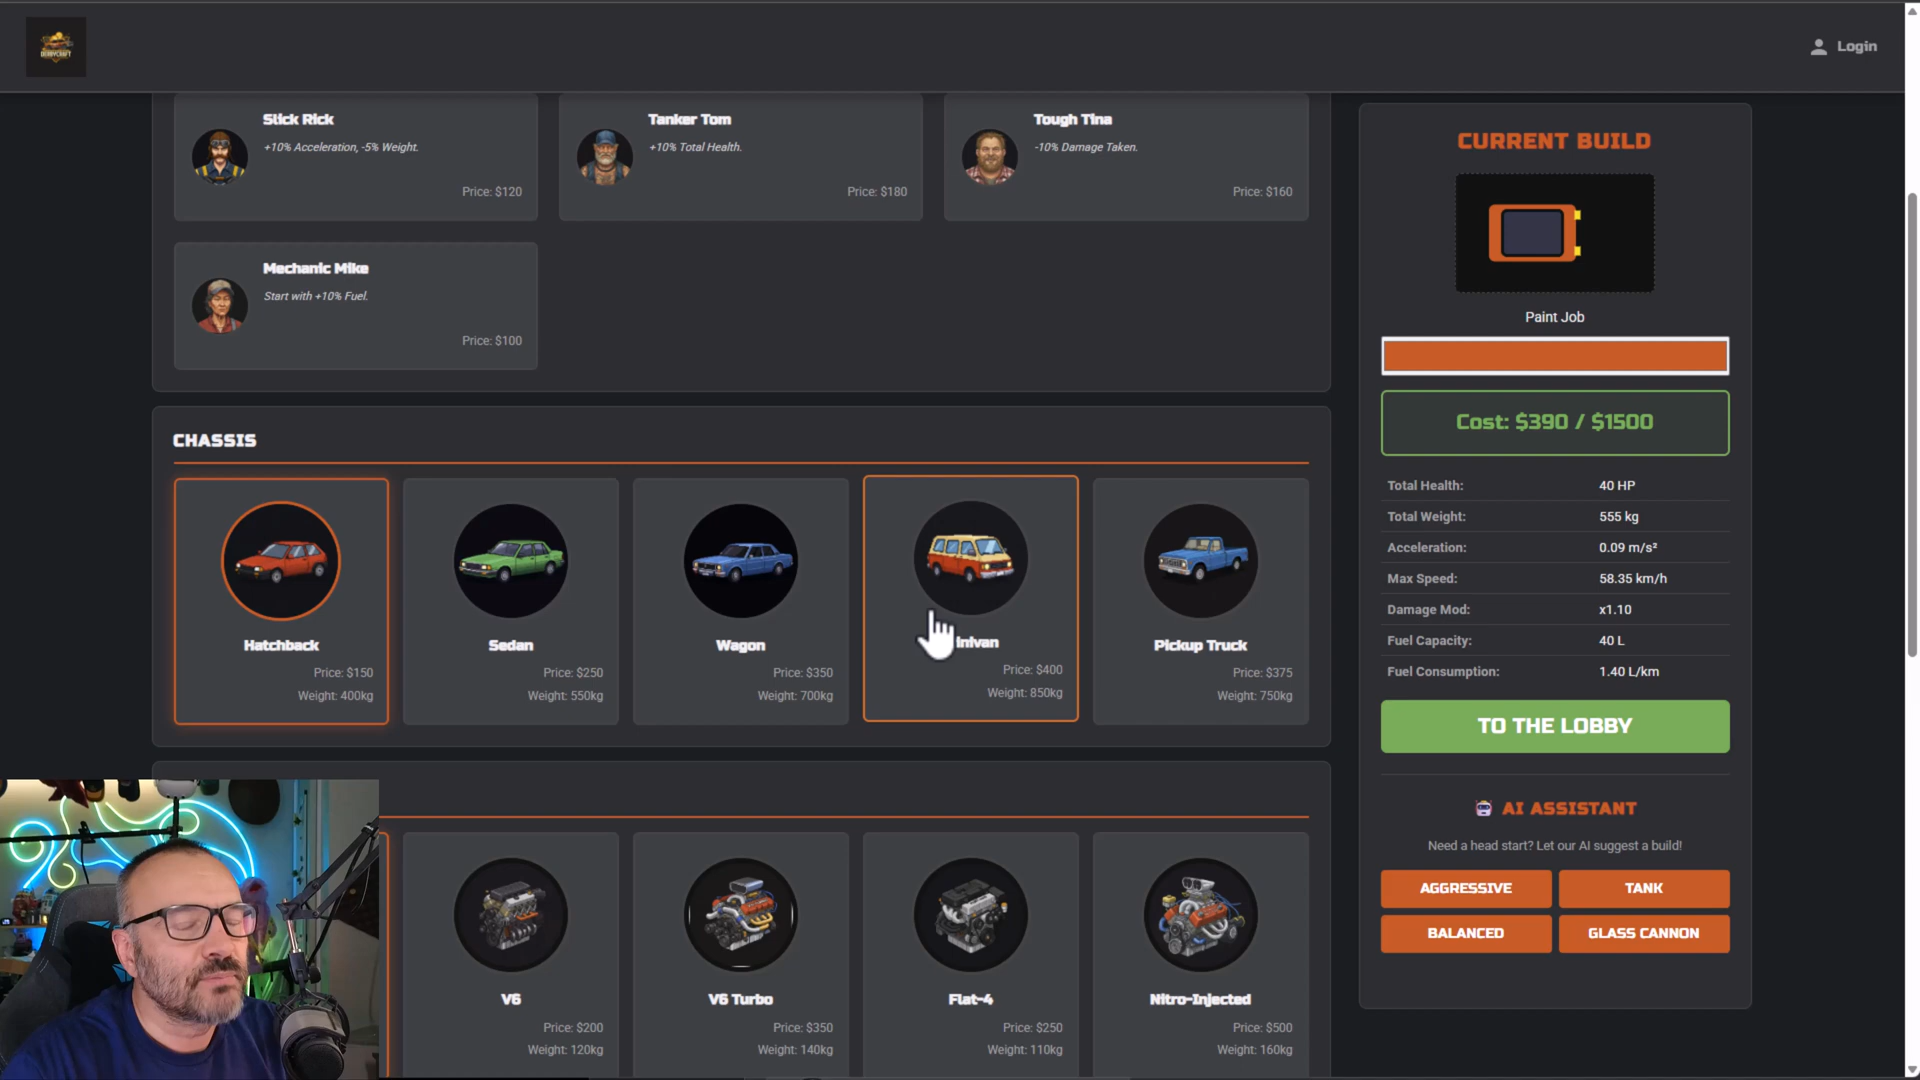 DERBYCRAFT
Login
Slick Rick
+10% Acceleration, -5% Weight.
Price: $120
Tanker Tom
+10% Total Health.
Price: $180
Tough Tina
-10% Damage Taken.
Price: $160
Mechanic Mike
Start with +10% Fuel.
Price: $100
CHASSIS
Hatchback
Price: $150
Weight: 400kg
Sedan
Price: $250
Weight: 550kg
Wagon
Price: $350
Weight: 700kg
inivan
Price: $400
Weight: 850kg
Pickup Truck
Price: $375
Weight: 750kg
V6
Price: $200
Weight: 120kg
V6 Turbo
Price: $350
Weight: 140kg
Flat-4
Price: $250
Weight: 110kg
Nitro-Injected
Price: $500
Weight: 160kg
CURRENT BUILD
Paint Job
Cost: $390 / $1500
Total Health: 40 HP
Total Weight: 555 kg
Acceleration: 0.09 m/s²
Max Speed: 58.35 km/h
Damage Mod: x1.10
Fuel Capacity: 40 L
Fuel Consumption: 1.40 L/km
TO THE LOBBY
AI ASSISTANT
Need a head start? Let our AI suggest a build!
AGGRESSIVE
TANK
BALANCED
GLASS CANNON